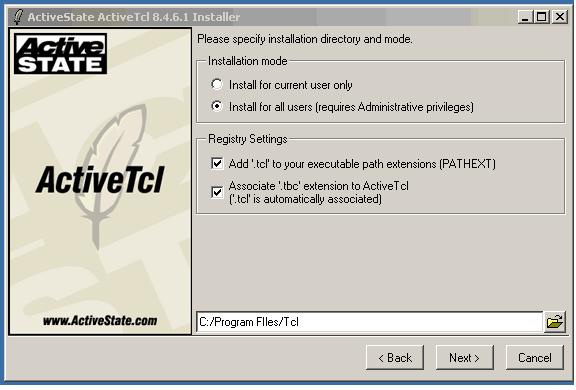 ActiveState ActiveTcl 8.4.6.1 Installer
Active
STATE
ActiveTcl
www.ActiveState.com
Please specify installation directory and mode.
Installation mode
Install for current user only
Install for all users (requires Administrative privileges)
Registry Settings
Add '.tcl' to your executable path extensions (PATHEXT)
Associate '.tbc' extension to ActiveTcl
('.tcl' is automatically associated)
C:/Program FIles/Tcl
< Back
Next >
Cancel